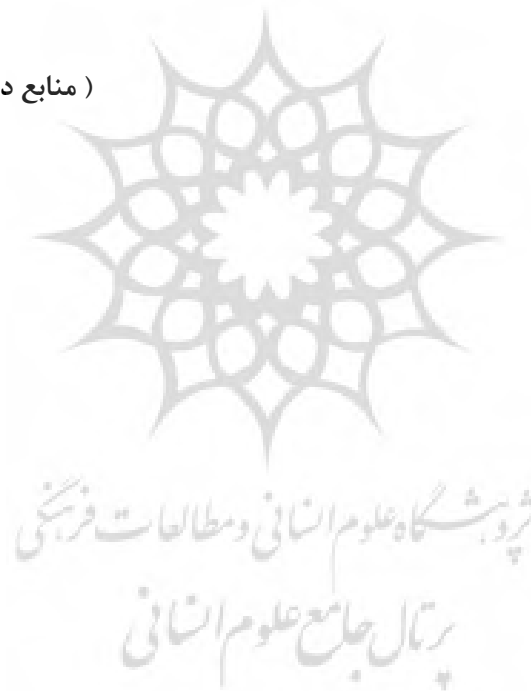 ( منابع د
پژوهشگاه علوم انسانی و مطالعات فرهنگی
پرتال جامع علوم انسانی